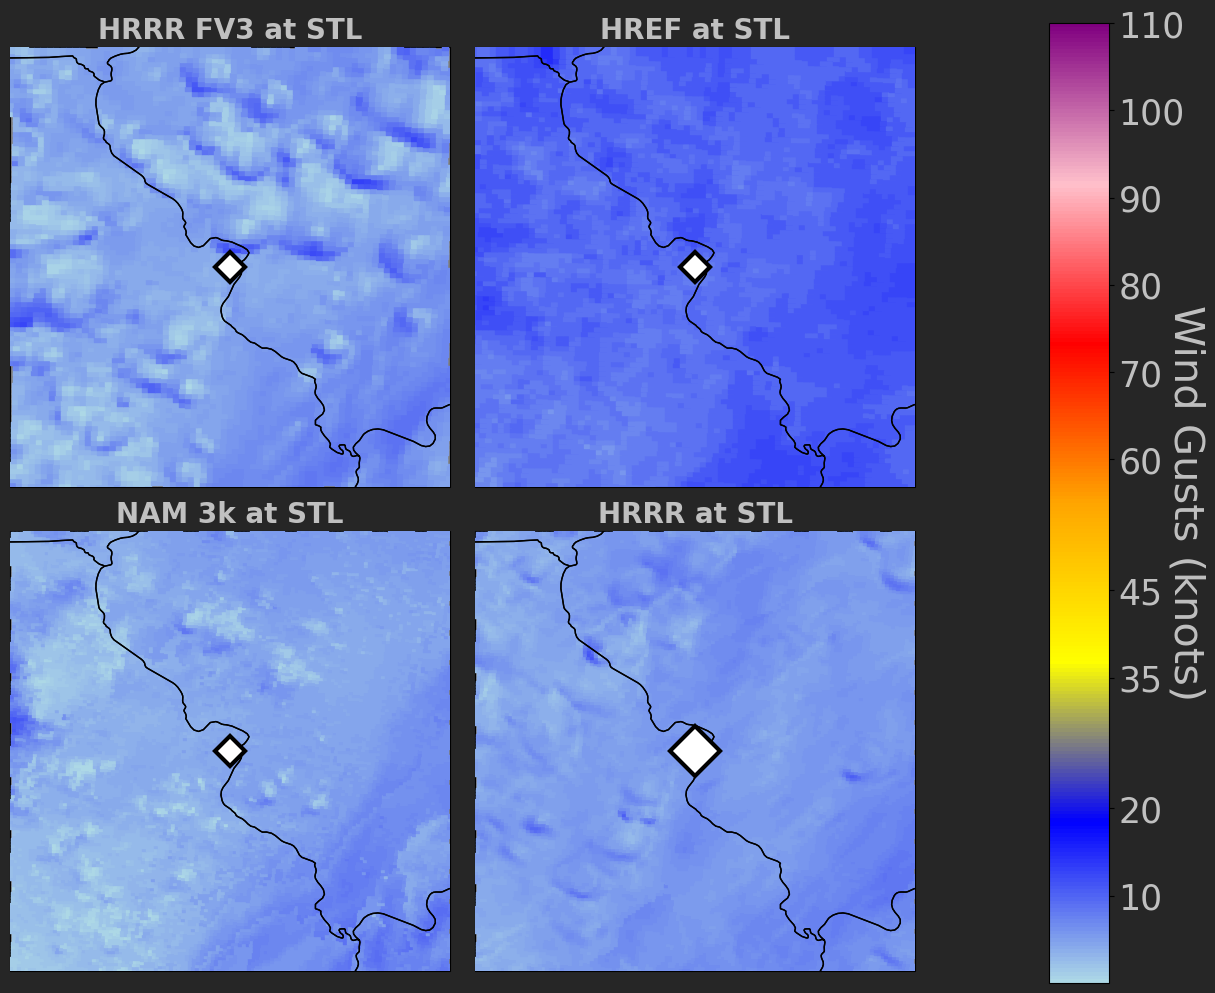 HRRR FV3 at STL
HREF at STL
NAM 3k at STL
HRRR at STL
110
100
90
80
70
60
45
35
20
10
Wind Gusts (knots)